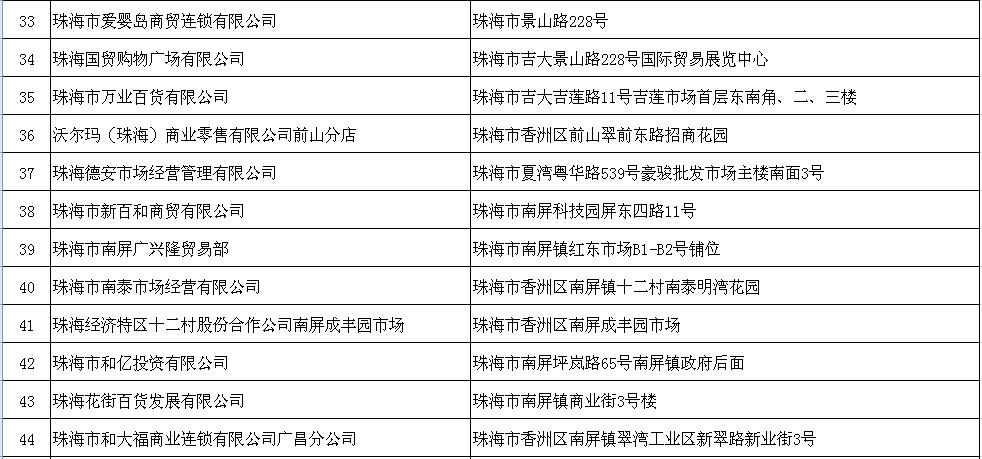 33 珠海市爱婴岛商贸连锁有限公司 珠海市景山路228号
34 珠海国贸购物广场有限公司 珠海市吉大景山路228号国际贸易展览中心
35 珠海市万业百货有限公司 珠海市吉大吉莲路11号吉莲市场首层东南角、二、三楼
36 沃尔玛（珠海）商业零售有限公司前山分店 珠海市香洲区前山翠前东路招商花园
37 珠海德安市场经营管理有限公司 珠海市夏湾粤华路539号豪骏批发市场主楼南面3号
38 珠海市新百和商贸有限公司 珠海市南屏科技园屏东四路11号
39 珠海市南屏广兴隆贸易部 珠海市南屏镇红东市场B1-B2号铺位
40 珠海市南泰市场经营有限公司 珠海市香洲区南屏镇十二村南泰明湾花园
41 珠海经济特区十二村股份合作公司南屏成丰园市场 珠海市香洲区南屏成丰园市场
42 珠海市和亿投资有限公司 珠海市南屏坪岚路65号南屏镇政府后面
43 珠海花街百货发展有限公司 珠海市南屏镇商业街3号楼
44 珠海市和大福商业连锁有限公司广昌分公司 珠海市香洲区南屏镇翠湾工业区新翠路新业街3号